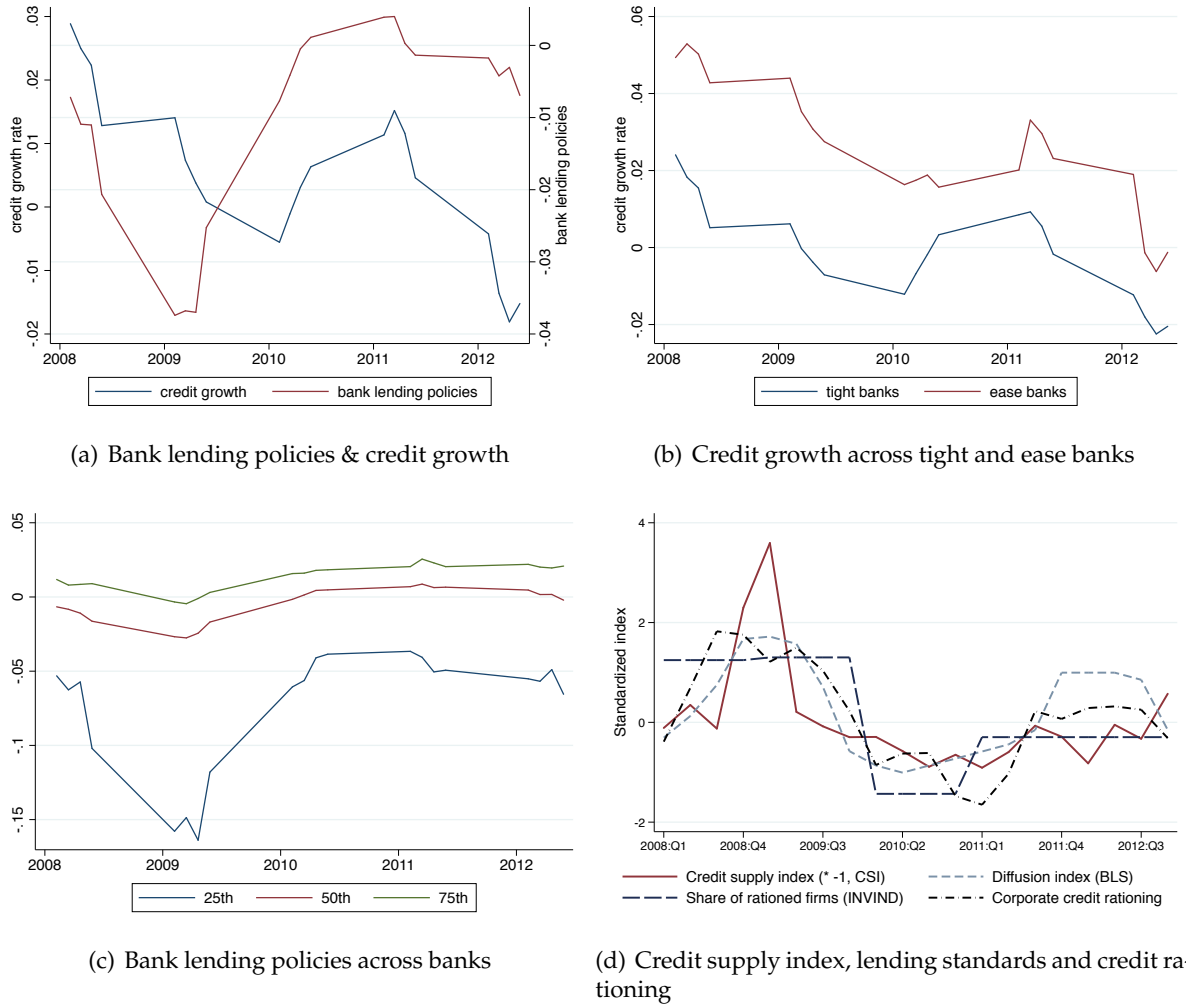 .03
.02
.01
0
-.01
-.02
credit growth rate
0
-.01
-.02
-.03
-.04
bank lending policies
2008 2009 2010 2011 2012
credit growth bank lending policies
(a) Bank lending policies & credit growth
.06
.04
.02
0
-.02
credit growth rate
2008 2009 2010 2011 2012
tight banks ease banks
(b) Credit growth across tight and ease banks
.05
0
-.05
-.1
-.15
2008 2009 2010 2011 2012
25th 50th 75th
(c) Bank lending policies across banks
4
2
0
-2
Standardized index
2008:Q1 2008:Q4 2009:Q3 2010:Q2 2011:Q1 2011:Q4 2012:Q3
Credit supply index (* -1, CSI) Diffusion index (BLS)
Share of rationed firms (INVIND) Corporate credit rationing
(d) Credit supply index, lending standards and credit ra-
tioning